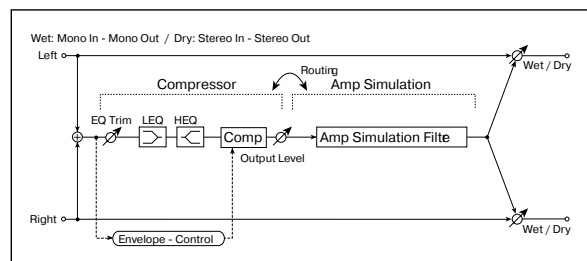 Wet: Mono In - Mono Out / Dry: Stereo In - Stereo Out
Left
Wet / Dry
Routing
Compressor
Amp Simulation
EQ Trim
LEQ
HEQ
Comp
Output Level
Amp Simulation Filte
Right
Wet / Dry
Envelope - Control